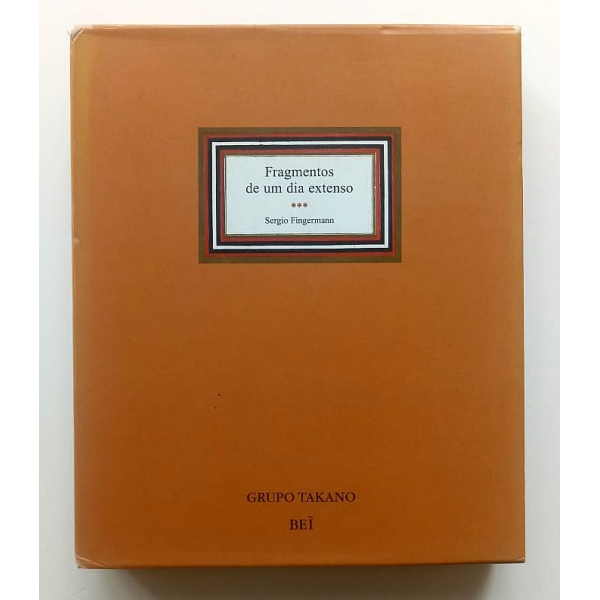 Fragmentos
de um dia extenso
***
Sergio Fingermann
GRUPO TAKANO
BEĨ